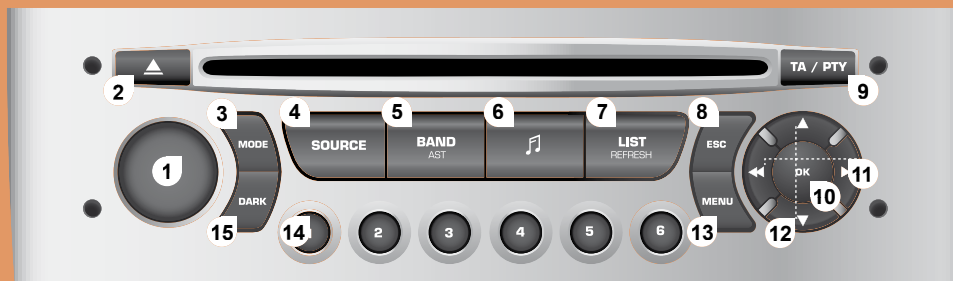 2
TA / PTY
9
3
4
5
6
7
8
MODE
SOURCE
BAND
AST
LIST
REFRESH
ESC
1
OK
11
10
DARK
MENU
15
14
2
3
4
5
6
13
12